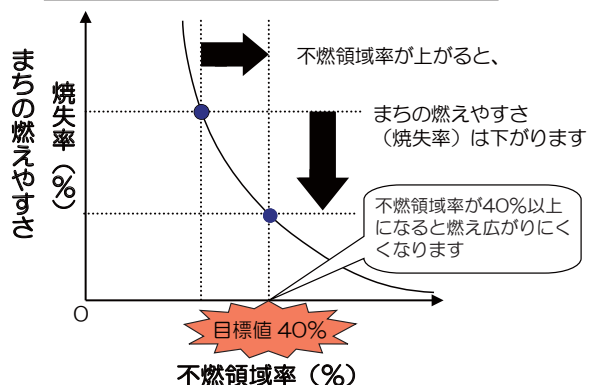 不燃領域率が上がると、
まちの燃えやすさ
焼失率（%）
まちの燃えやすさ
（焼失率）は下がります
不燃領域率が40%以上
になると燃え広がりにく
くなります
0
目標値 40%
不燃領域率（%）